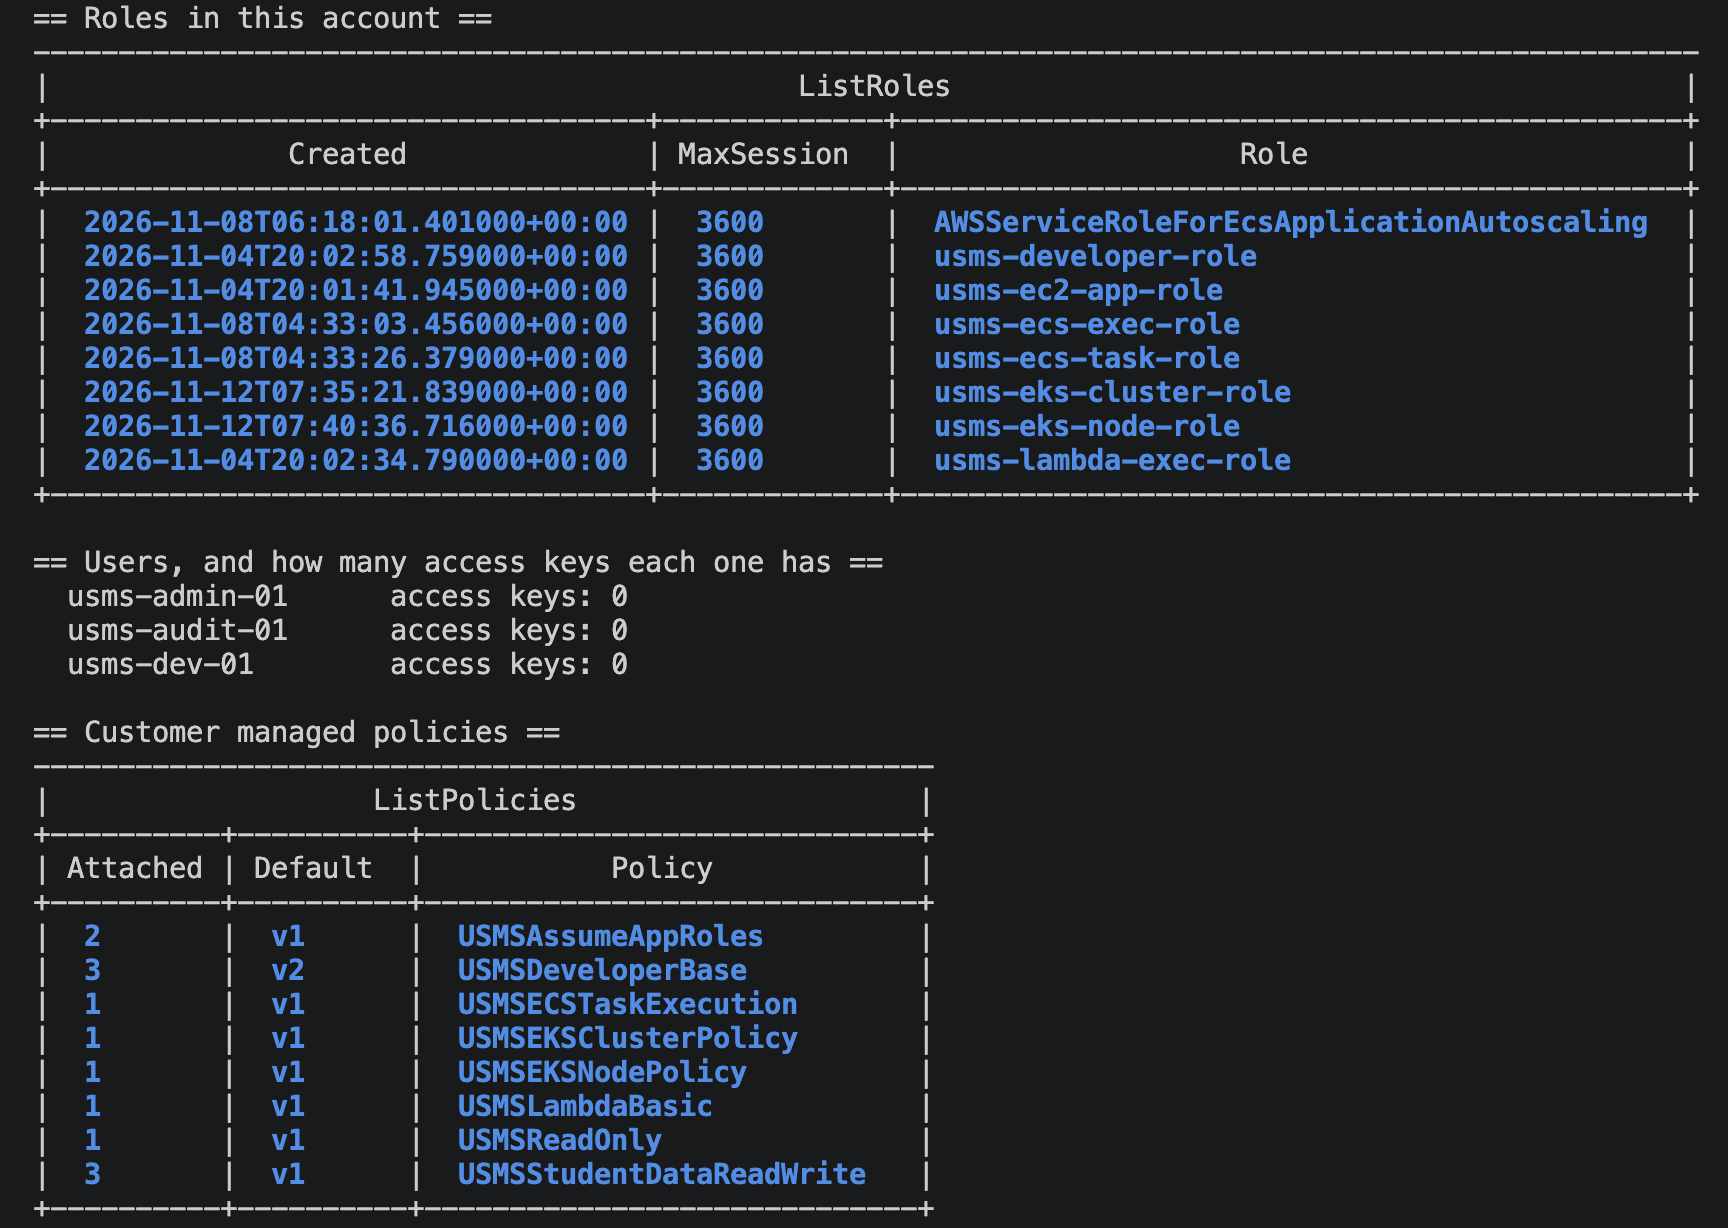 == Roles in this account ==
---------------------------------------------------------------------------------------------------
|                                            ListRoles                                            |
+-----------------------------------+-------------+-----------------------------------------------+
|              Created              | MaxSession  |                    Role                       |
+-----------------------------------+-------------+-----------------------------------------------+
|  2026-11-08T06:18:01.401000+00:00 |  3600       |  AWSServiceRoleForEcsApplicationAutoscaling   |
|  2026-11-04T20:02:58.759000+00:00 |  3600       |  usms-developer-role                          |
|  2026-11-04T20:01:41.945000+00:00 |  3600       |  usms-ec2-app-role                            |
|  2026-11-08T04:33:03.456000+00:00 |  3600       |  usms-ecs-exec-role                           |
|  2026-11-08T04:33:26.379000+00:00 |  3600       |  usms-ecs-task-role                           |
|  2026-11-12T07:35:21.839000+00:00 |  3600       |  usms-eks-cluster-role                        |
|  2026-11-12T07:40:36.716000+00:00 |  3600       |  usms-eks-node-role                           |
|  2026-11-04T20:02:34.790000+00:00 |  3600       |  usms-lambda-exec-role                        |
+-----------------------------------+-------------+-----------------------------------------------+

== Users, and how many access keys each one has ==
  usms-admin-01      access keys: 0
  usms-audit-01      access keys: 0
  usms-dev-01        access keys: 0

== Customer managed policies ==
-----------------------------------------------------
|                   ListPolicies                    |
+----------+----------+-----------------------------+
| Attached | Default  |           Policy            |
+----------+----------+-----------------------------+
|  2       |  v1      |  USMSAssumeAppRoles         |
|  3       |  v2      |  USMSDeveloperBase          |
|  1       |  v1      |  USMSECSTaskExecution       |
|  1       |  v1      |  USMSEKSClusterPolicy       |
|  1       |  v1      |  USMSEKSNodePolicy          |
|  1       |  v1      |  USMSLambdaBasic            |
|  1       |  v1      |  USMSReadOnly               |
|  3       |  v1      |  USMSStudentDataReadWrite   |
+----------+----------+-----------------------------+